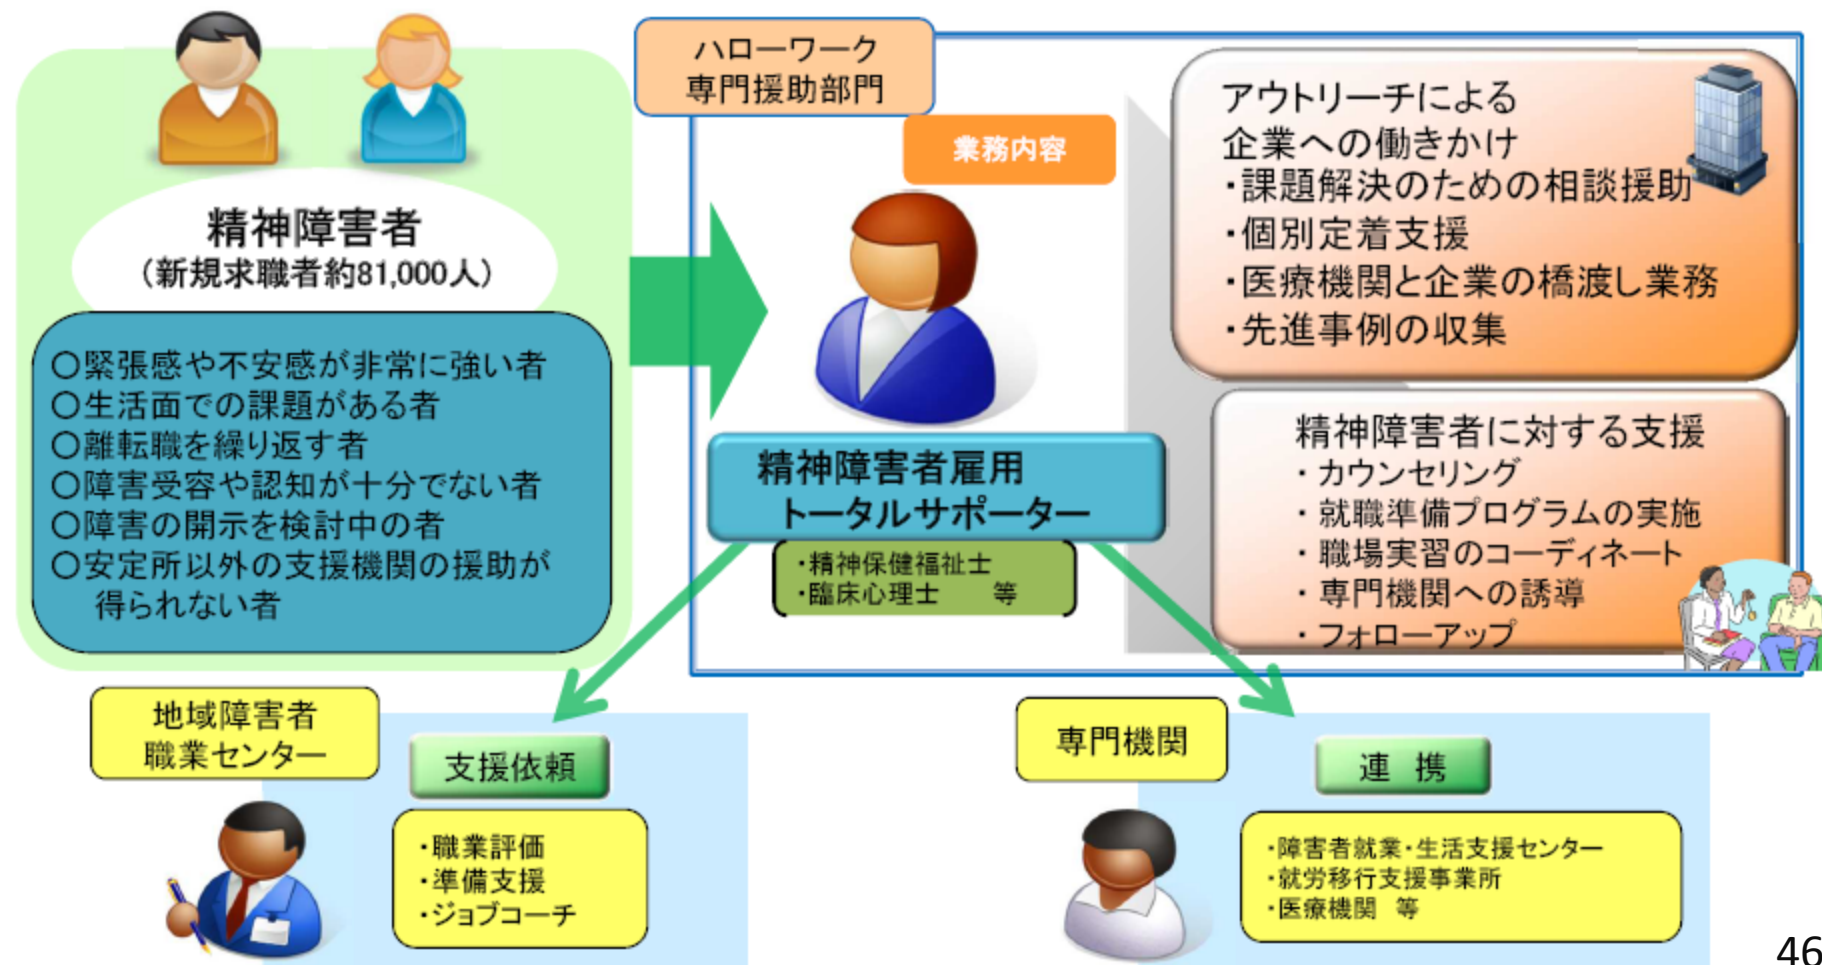 精神障害者
（新規求職者約81,000人）
○緊張感や不安感が非常に強い者
○生活面での課題がある者
○離転職を繰り返す者
○障害受容や認知が十分でない者
○障害の開示を検討中の者
○安定所以外の支援機関の援助が
得られない者
ハローワーク
専門援助部門
業務内容
精神障害者雇用
トータルサポーター
・精神保健福祉士
・臨床心理士　等
アウトリーチによる
企業への働きかけ
・課題解決のための相談援助
・個別定着支援
・医療機関と企業の橋渡し業務
・先進事例の収集
精神障害者に対する支援
・カウンセリング
・就職準備プログラムの実施
・職場実習のコーディネート
・専門機関への誘導
・フォローアップ
地域障害者
職業センター
支援依頼
・職業評価
・準備支援
・ジョブコーチ
専門機関
連　携
・障害者就業・生活支援センター
・就労移行支援事業所
・医療機関　等
46